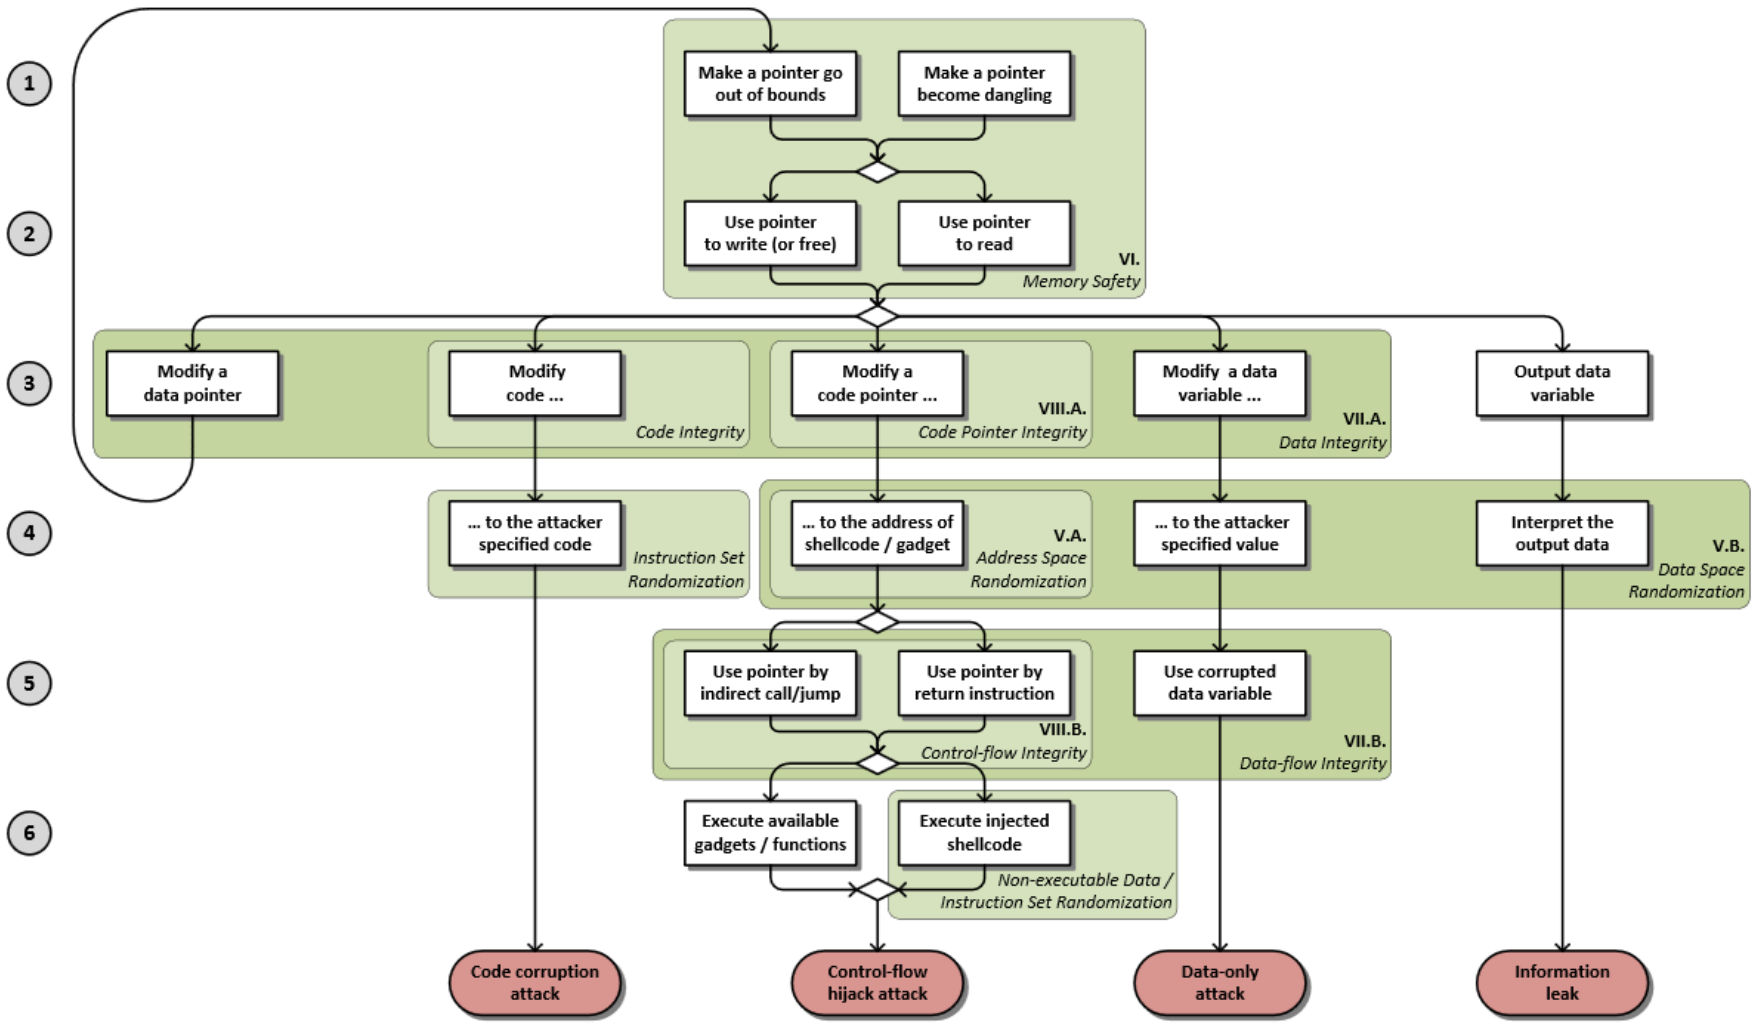 1
Make a pointer go
out of bounds
Make a pointer
become dangling
2
Use pointer
to write (or free)
Use pointer
to read
VI.
Memory Safety
3
Modify a
data pointer
Modify
code ...
Code Integrity
Modify a
code pointer ...
VIII.A.
Code Pointer Integrity
Modify a data
variable ...
VII.A.
Data Integrity
Output data
variable
4
... to the attacker
specified code
Instruction Set
Randomization
... to the address of
shellcode / gadget
V.A.
Address Space
Randomization
... to the attacker
specified value
Interpret the
output data
V.B.
Data Space
Randomization
5
Use pointer by
indirect call/jump
Use pointer by
return instruction
VIII.B.
Control-flow Integrity
Use corrupted
data variable
VII.B.
Data-flow Integrity
6
Execute available
gadgets / functions
Execute injected
shellcode
Non-executable Data /
Instruction Set Randomization
Code corruption
attack
Control-flow
hijack attack
Data-only
attack
Information
leak